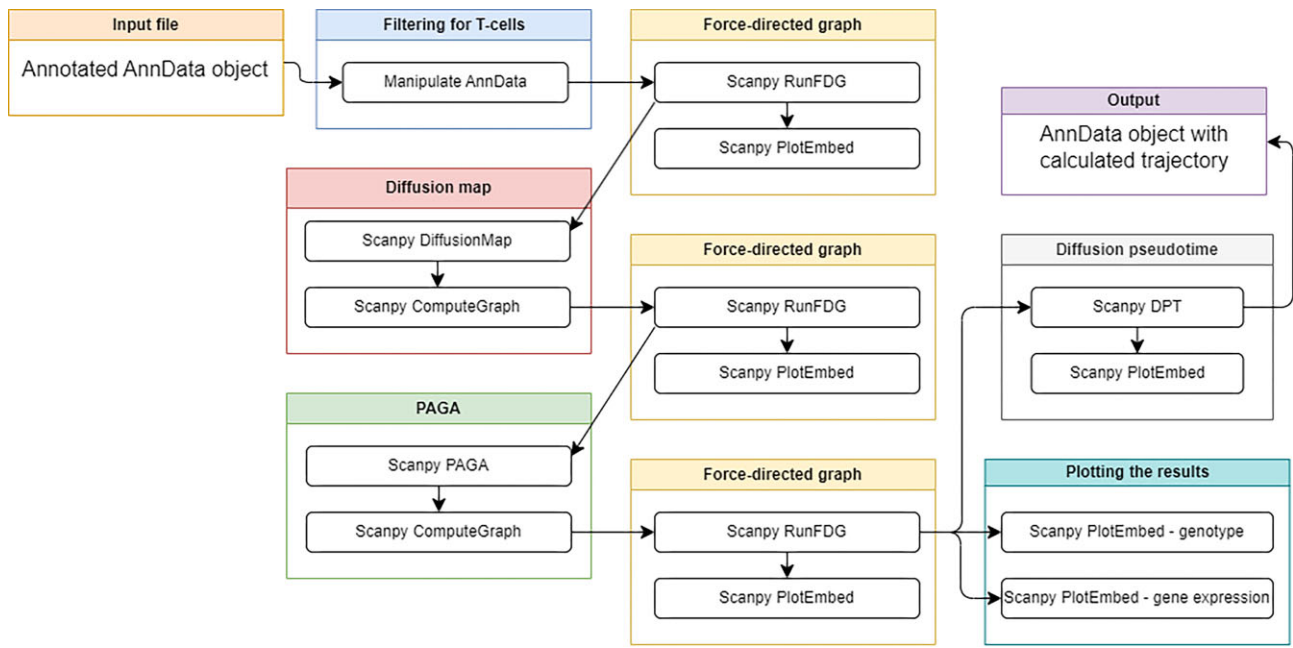 Input file
Annotated AnnData object
Filtering for T-cells
Manipulate AnnData
Force-directed graph
Scanpy RunFDG
Scanpy PlotEmbed
Diffusion map
Scanpy DiffusionMap
Scanpy ComputeGraph
Force-directed graph
Scanpy RunFDG
Scanpy PlotEmbed
PAGA
Scanpy PAGA
Scanpy ComputeGraph
Force-directed graph
Scanpy RunFDG
Scanpy PlotEmbed
Output
AnnData object with
calculated trajectory
Diffusion pseudotime
Scanpy DPT
Scanpy PlotEmbed
Plotting the results
Scanpy PlotEmbed - genotype
Scanpy PlotEmbed - gene expression